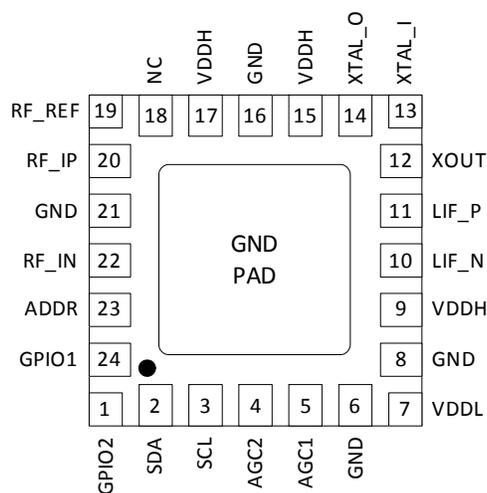 NC
VDDH
GND
VDDH
XTAL_O
XTAL_I
RF_REF 19 18 17 16 15 14 13
RF_IP 20 12 XOUT
GND 21 11 LIF_P
GND
PAD
RF_IN 22 10 LIF_N
ADDR 23 9 VDDH
GPIO1 24 8 GND
1 2 3 4 5 6 7 VDDL
GPIO2
SDA
SCL
AGC2
AGC1
GND